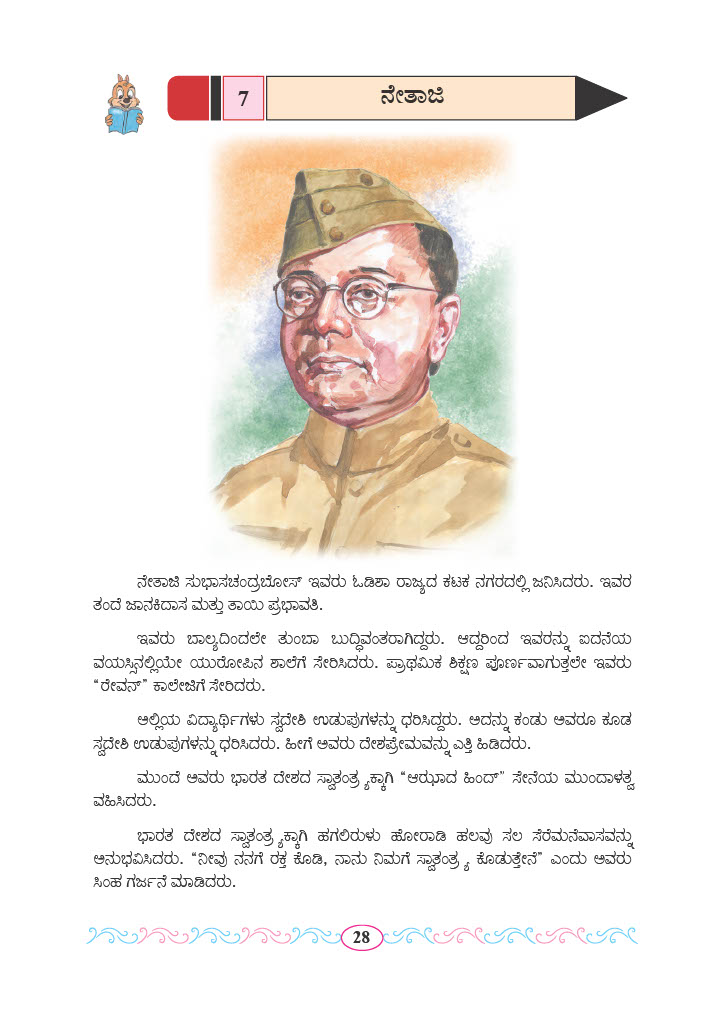 7
ನೇತಾಜಿ
ನೇತಾಜಿ ಸುಭಾಸಚಂದ್ರಬೋಸ್ ಇವರು ಓಡಿಶಾ ರಾಜ್ಯದ ಕಟಕ ನಗರದಲ್ಲಿ ಜನಿಸಿದರು. ಇವರ
ತಂದೆ ಜಾನಕಿದಾಸ ಮತ್ತು ತಾಯಿ ಪ್ರಭಾವತಿ.
ಇವರು ಬಾಲ್ಯದಿಂದಲೇ ತುಂಬಾ ಬುದ್ಧಿವಂತರಾಗಿದ್ದರು. ಆದ್ದರಿಂದ ಇವರನ್ನು ಐದನೆಯ
ವಯಸ್ಸಿನಲ್ಲಿಯೇ ಯುರೋಪಿನ ಶಾಲೆಗೆ ಸೇರಿಸಿದರು. ಪ್ರಾಥಮಿಕ ಶಿಕ್ಷಣ ಪೂರ್ಣವಾಗುತ್ತಲೇ ಇವರು
“ರೇವನ್” ಕಾಲೇಜಿಗೆ ಸೇರಿದರು.
ಅಲ್ಲಿಯ ವಿದ್ಯಾರ್ಥಿಗಳು ಸ್ವದೇಶಿ ಉಡುಪುಗಳನ್ನು ಧರಿಸಿದ್ದರು. ಅದನ್ನು ಕಂಡು ಅವರೂ ಕೂಡ
ಸ್ವದೇಶಿ ಉಡುಪುಗಳನ್ನು ಧರಿಸಿದರು. ಹೀಗೆ ಅವರು ದೇಶಪ್ರೇಮವನ್ನು ಎತ್ತಿ ಹಿಡಿದರು.
ಮುಂದೆ ಅವರು ಭಾರತ ದೇಶದ ಸ್ವಾತಂತ್ರ್ಯಕ್ಕಾಗಿ “ಆಝಾದ ಹಿಂದ್” ಸೇನೆಯ ಮುಂದಾಳತ್ವ
ವಹಿಸಿದರು.
ಭಾರತ ದೇಶದ ಸ್ವಾತಂತ್ರ್ಯಕ್ಕಾಗಿ ಹಗಲಿರುಳು ಹೋರಾಡಿ ಹಲವು ಸಲ ಸೆರೆಮನೆವಾಸವನ್ನು
ಅನುಭವಿಸಿದರು. “ನೀವು ನನಗೆ ರಕ್ತ ಕೊಡಿ, ನಾನು ನಿಮಗೆ ಸ್ವಾತಂತ್ರ್ಯ ಕೊಡುತ್ತೇನೆ” ಎಂದು ಅವರು
ಸಿಂಹ ಗರ್ಜನೆ ಮಾಡಿದರು.
28